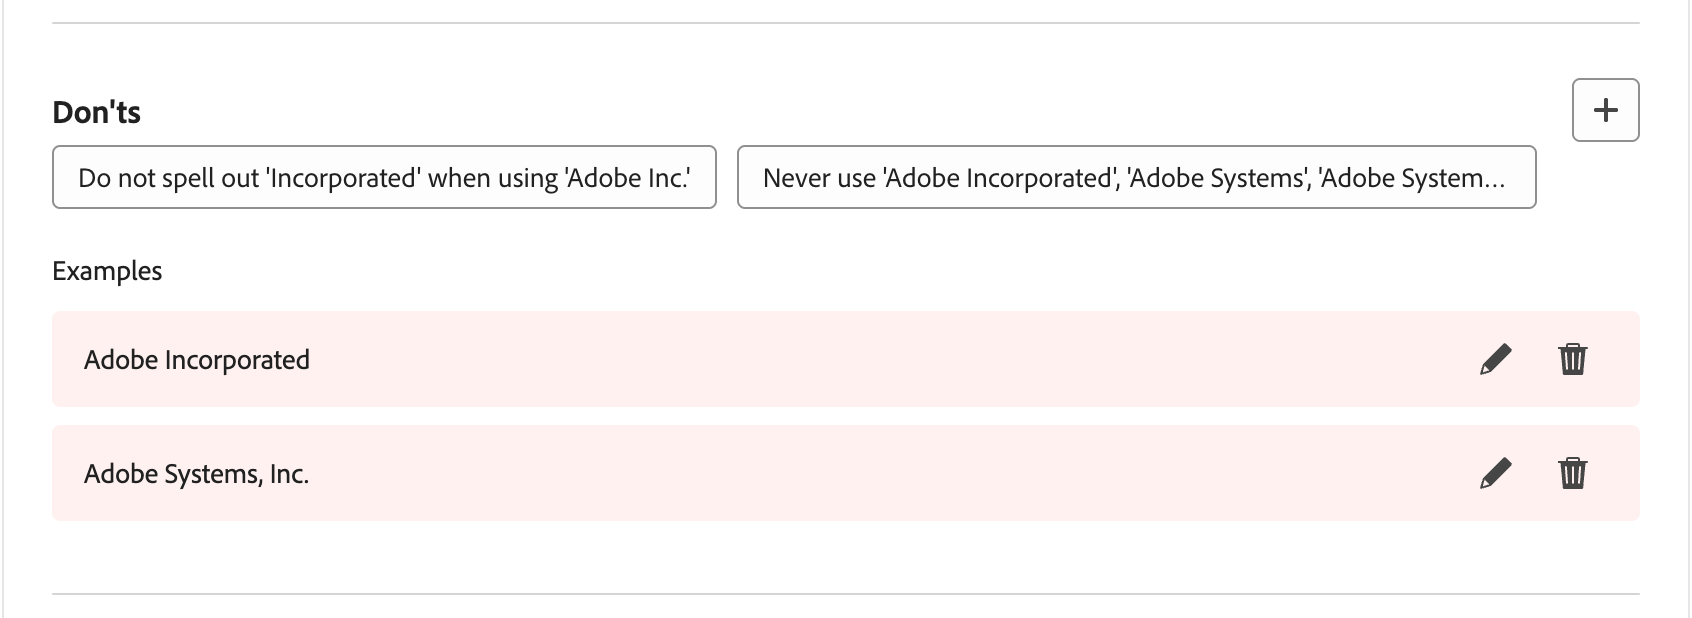 Don'ts
Do not spell out 'Incorporated' when using 'Adobe Inc.'
Never use 'Adobe Incorporated', 'Adobe Systems', 'Adobe System...
Examples
Adobe Incorporated
Adobe Systems, Inc.